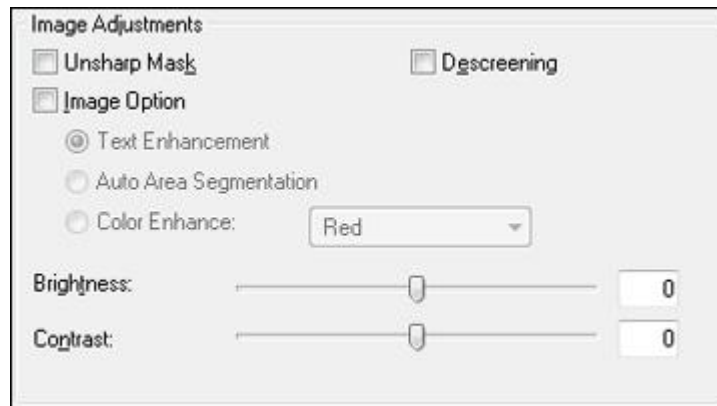 Image Adjustments
Unsharp Mask Descreening
Image Option
Text Enhancement
Auto Area Segmentation
Color Enhance: Red
Brightness: 0
Contrast: 0